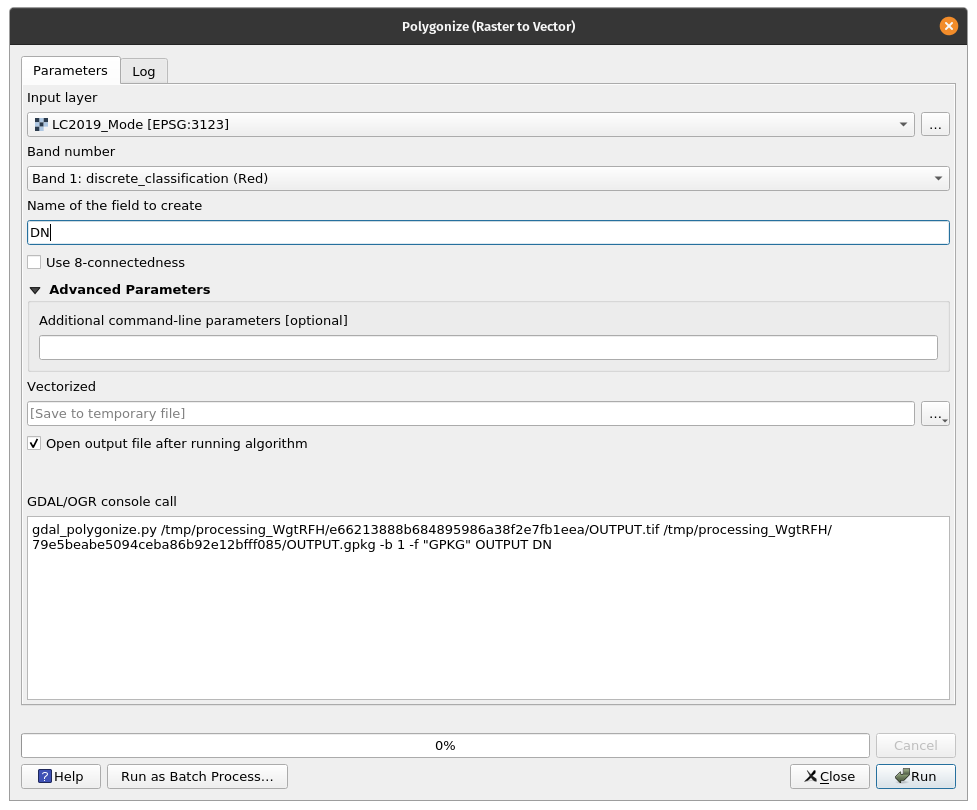 Polygonize (Raster to Vector)
Parameters
Log
Input layer
LC2019_Mode [EPSG:3123]
…
Band number
Band 1: discrete_classification (Red)
Name of the field to create
DN
Use 8-connectedness
Advanced Parameters
Additional command-line parameters [optional]
Vectorized
[Save to temporary file]
…
Open output file after running algorithm
GDAL/OGR console call
gdal_polygonize.py /tmp/processing_WgtRFH/e66213888b684895986a38f2e7fb1eea/OUTPUT.tif /tmp/processing_WgtRFH/
79e5beabe5094ceba86b92e12bfff085/OUTPUT.gpkg -b 1 -f "GPKG" OUTPUT DN
0%
Cancel
Help
Run as Batch Process…
Close
Run